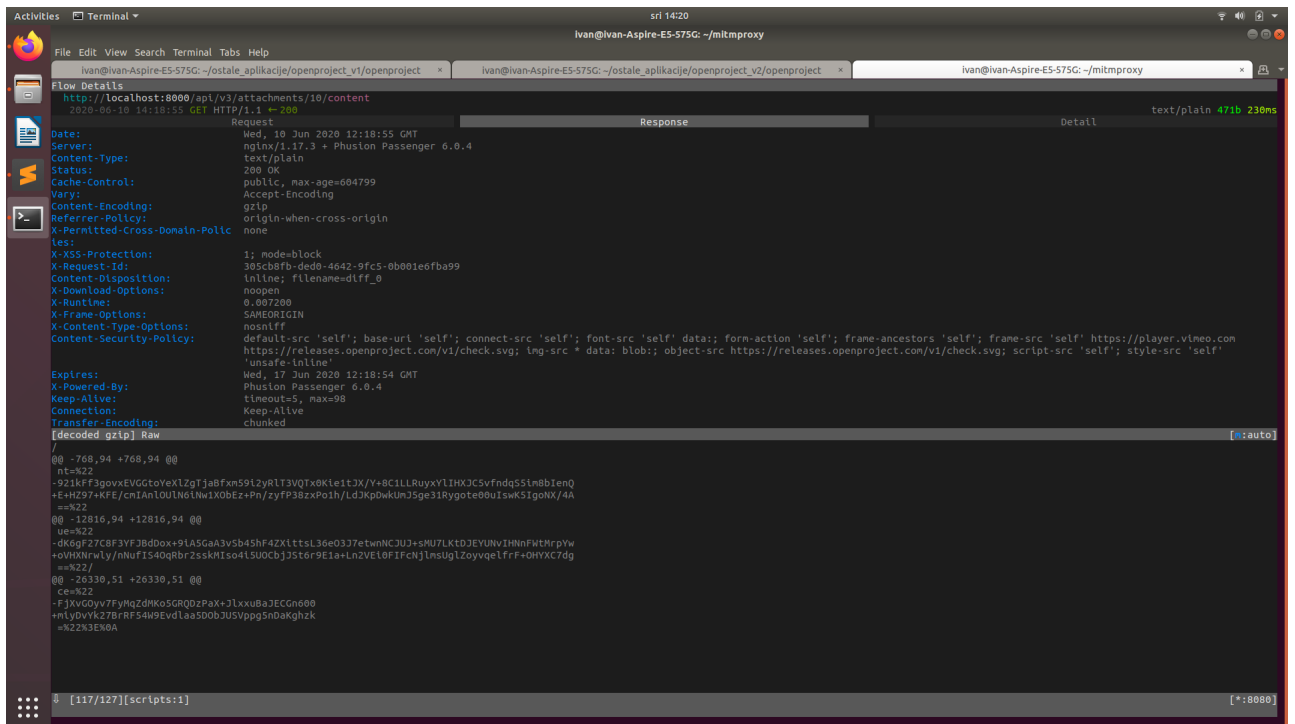 Activities Terminal sri 14:20
ivan@ivan-Aspire-E5-575G: ~/mitmproxy
File Edit View Search Terminal Tabs Help
ivan@ivan-Aspire-E5-575G: ~/ostale_aplikacije/openproject_v1/openproject × ivan@ivan-Aspire-E5-575G: ~/ostale_aplikacije/openproject_v2/openproject × ivan@ivan-Aspire-E5-575G: ~/mitmproxy ×
Flow Details
http://localhost:8000/api/v3/attachments/10/content
2020-06-10 14:18:55 GET HTTP/1.1 ← 200 text/plain 471b 230ms
Request Response Detail
Date: Wed, 10 Jun 2020 12:18:55 GMT
Server: nginx/1.17.3 + Phusion Passenger 6.0.4
Content-Type: text/plain
Status: 200 OK
Cache-Control: public, max-age=604799
Vary: Accept-Encoding
Content-Encoding: gzip
Referrer-Policy: origin-when-cross-origin
X-Permitted-Cross-Domain-Polic none
ies:
X-XSS-Protection: 1; mode=block
X-Request-Id: 305cb8fb-ded0-4642-9fc5-0b001e6fba99
Content-Disposition: inline; filename=diff_0
X-Download-Options: noopen
X-Runtime: 0.007200
X-Frame-Options: SAMEORIGIN
X-Content-Type-Options: nosniff
Content-Security-Policy: default-src 'self'; base-uri 'self'; connect-src 'self'; font-src 'self' data:; form-action 'self'; frame-ancestors 'self'; frame-src 'self' https://player.vimeo.com
https://releases.openproject.com/v1/check.svg; img-src * data: blob:; object-src https://releases.openproject.com/v1/check.svg; script-src 'self'; style-src 'self'
'unsafe-inline'
Expires: Wed, 17 Jun 2020 12:18:54 GMT
X-Powered-By: Phusion Passenger 6.0.4
Keep-Alive: timeout=5, max=98
Connection: Keep-Alive
Transfer-Encoding: chunked
[decoded gzip] Raw [m:auto]
/
@@ -768,94 +768,94 @@
nt=%22
==%22
@@ -12816,94 +12816,94 @@
ue=%22
==%22/
@@ -26330,51 +26330,51 @@
ce=%22
=%22%3E%0A
⇩ [117/127][scripts:1] [*:8080]